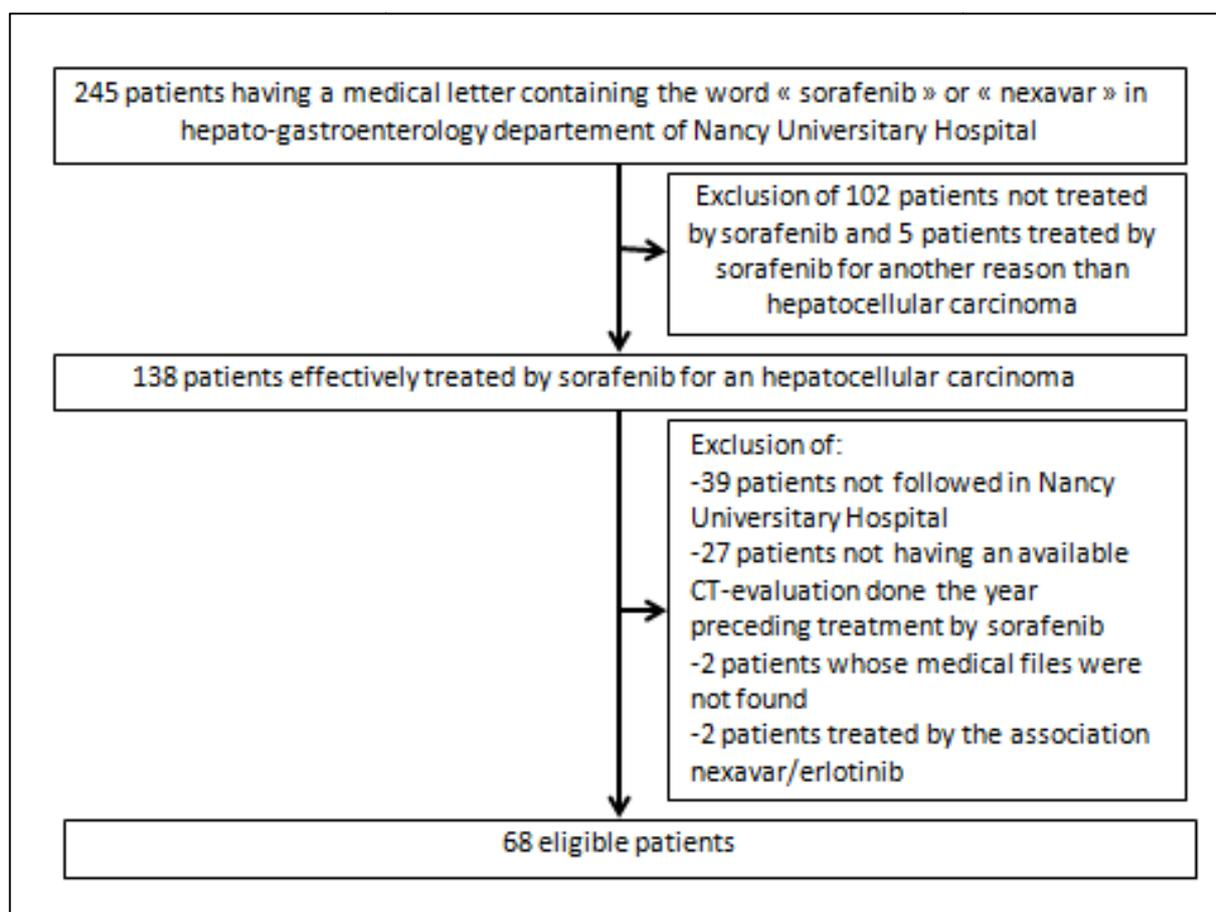 245 patients having a medical letter containing the word « sorafenib » or « nexavar » in
hepato-gastroenterology departement of Nancy Universitary Hospital
Exclusion of 102 patients not treated
by sorafenib and 5 patients treated by
sorafenib for another reason than
hepatocellular carcinoma
138 patients effectively treated by sorafenib for an hepatocellular carcinoma
Exclusion of:
-39 patients not followed in Nancy
Universitary Hospital
-27 patients not having an available
CT-evaluation done the year
preceding treatment by sorafenib
-2 patients whose medical files were
not found
-2 patients treated by the association
nexavar/erlotinib
68 eligible patients